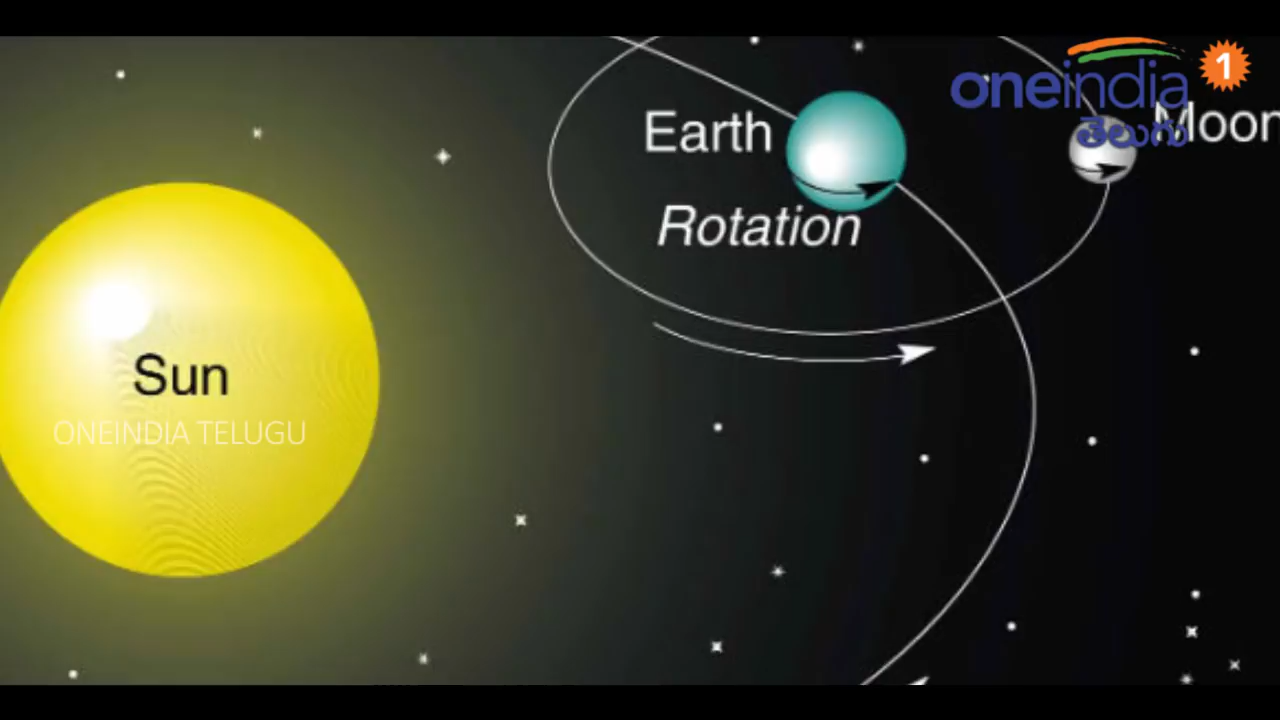 oneindia
తెలుగు
1
Earth
Moon
Rotation
Sun
ONEINDIA TELUGU